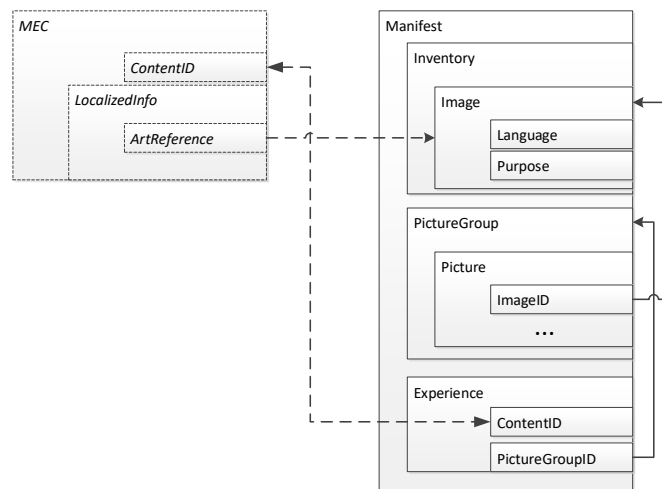 MEC
ContentID
LocalizedInfo
ArtReference
Manifest
Inventory
Image
Language
Purpose
PictureGroup
Picture
ImageID
...
Experience
ContentID
PictureGroupID